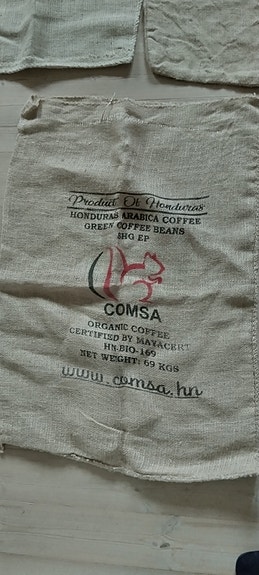 Product Of Honduras
HONDURAS ARABICA COFFEE
GREEN COFFEE BEANS
SHG EP
COMSA
ORGANIC COFFEE
CERTIFIED BY MAYACERT
HN-BIO-169
NET WEIGHT: 69 KGS
www.comsa.hn